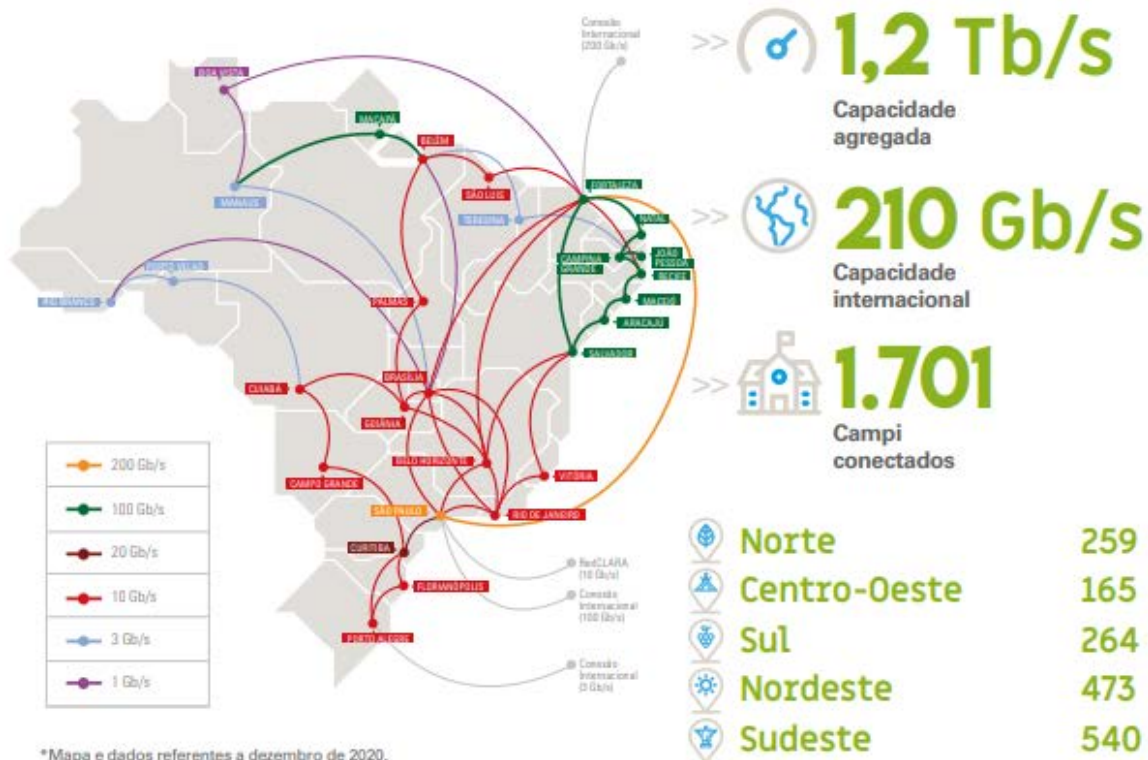 Conexão
Internacional
(200 Gb/s)
>>
1,2 Tb/s
Capacidade
agregada
>>
210 Gb/s
Capacidade
internacional
>>
1.701
Campi
conectados
BOA VISTA
MACAPÁ
BELÉM
MANAUS
SÃO LUIS
FORTALEZA
TERESINA
NATAL
CAMPINA
GRANDE
JOÃO
PESSOA
RECIFE
PORTO VELHO
RIO BRANCO
PALMAS
MACEIÓ
ARACAJÚ
SALVADOR
BRASÍLIA
CUIABÁ
GOIÂNIA
BELO HORIZONTE
VITÓRIA
CAMPO GRANDE
SÃO PAULO
RIO DE JANEIRO
CURITIBA
FLORIANÓPOLIS
PORTO ALEGRE
RedCLARA
(10 Gb/s)
Conexão
Internacional
(100 Gb/s)
Conexão
Internacional
200 Gb/s
100 Gb/s
20 Gb/s
10 Gb/s
3 Gb/s
1 Gb/s
Norte 259
Centro-Oeste 165
Sul 264
Nordeste 473
Sudeste 540
*Mapa e dados referentes a dezembro de 2020.